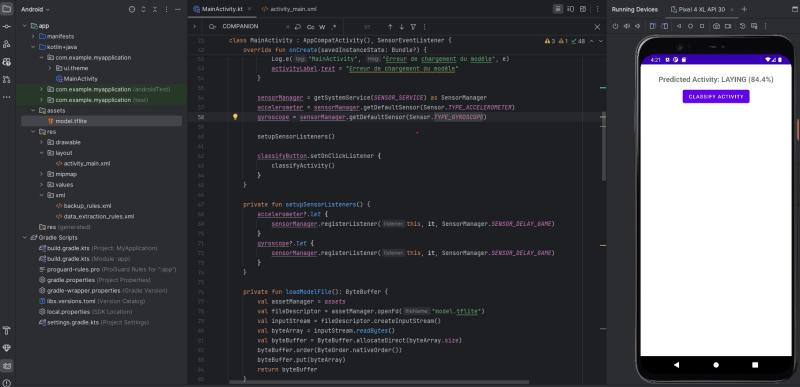 Android
MainActivity.kt
activity_main.xml
Running Devices
Pixel 4 XL API 30
app
manifests
kotlin+java
com.example.myapplication
ui.theme
MainActivity
com.example.myapplication (androidTest)
com.example.myapplication (test)
assets
model.tflite
res
drawable
layout
activity_main.xml
mipmap
values
xml
backup_rules.xml
data_extraction_rules.xml
res (generated)
Gradle Scripts
build.gradle.kts (Project: MyApplication)
build.gradle.kts (Module :app)
proguard-rules.pro (ProGuard Rules for ":app")
gradle.properties (Project Properties)
gradle-wrapper.properties (Gradle Version)
libs.versions.toml (Version Catalog)
local.properties (SDK Location)
settings.gradle.kts (Project Settings)
COMPANION
Cc W .*
class MainActivity : AppCompatActivity(), SensorEventListener {
3 1 48
override fun onCreate(savedInstanceState: Bundle?) {
Log.e( tag: "MainActivity", msg: "Erreur de chargement du modèle", e)
activityLabel.text = "Erreur de chargement du modèle"
}
sensorManager = getSystemService(SENSOR_SERVICE) as SensorManager
accelerometer = sensorManager.getDefaultSensor(Sensor.TYPE_ACCELEROMETER)
58 gyroscope = sensorManager.getDefaultSensor(Sensor.TYPE_GYROSCOPE)
setupSensorListeners()
classifyButton.setOnClickListener {
classifyActivity()
}
}
private fun setupSensorListeners() {
accelerometer?.let {
sensorManager.registerListener( listener: this, it, SensorManager.SENSOR_DELAY_GAME)
}
gyroscope?.let {
sensorManager.registerListener( listener: this, it, SensorManager.SENSOR_DELAY_GAME)
}
}
private fun loadModelFile(): ByteBuffer {
val assetManager = assets
val fileDescriptor = assetManager.openFd( fileName: "model.tflite")
val inputStream = fileDescriptor.createInputStream()
val byteArray = inputStream.readBytes()
val byteBuffer = ByteBuffer.allocateDirect(byteArray.size)
byteBuffer.order(ByteOrder.nativeOrder())
byteBuffer.put(byteArray)
return byteBuffer
}
4:21
Predicted Activity: LAYING (84.4%)
CLASSIFY ACTIVITY